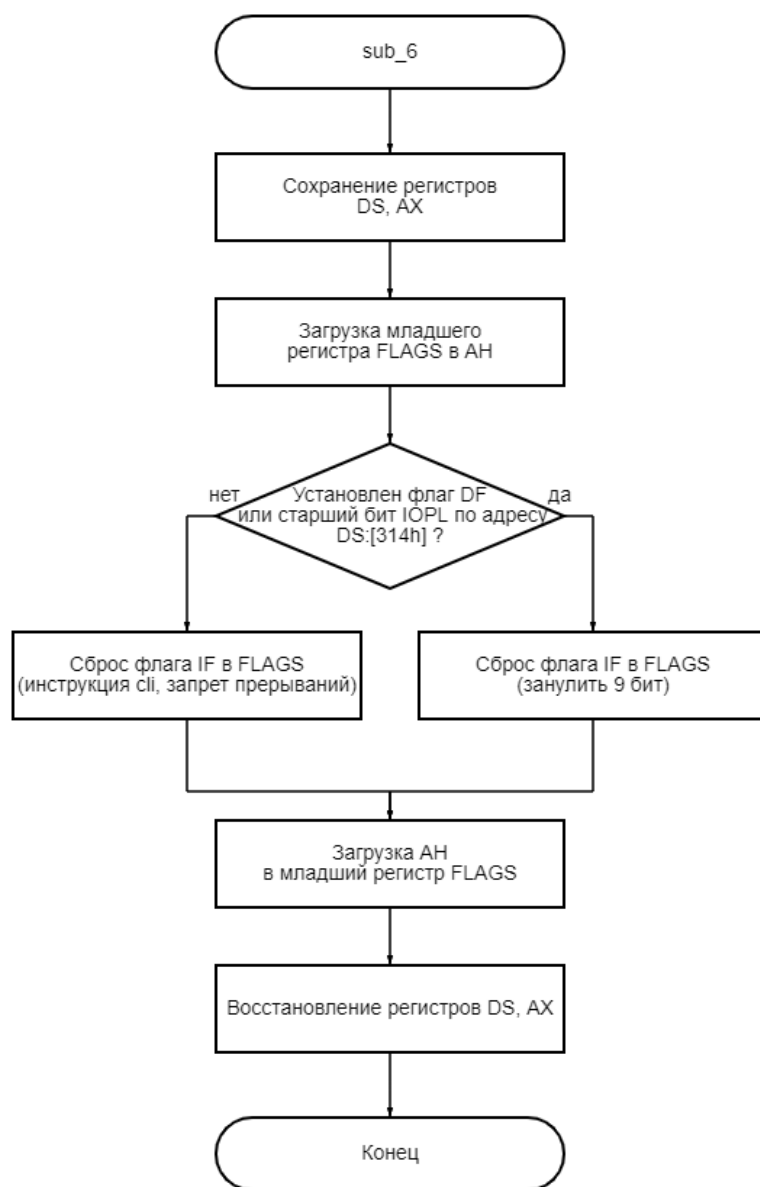 sub_6
Сохранение регистров
DS, AX
Загрузка младшего
регистра FLAGS в AH
нет
Установлен флаг DF
или старший бит IOPL по адресу
DS:[314h] ?
да
Сброс флага IF в FLAGS
(инструкция cli, запрет прерываний)
Сброс флага IF в FLAGS
(занулить 9 бит)
Загрузка AH
в младший регистр FLAGS
Восстановление регистров DS, AX
Конец